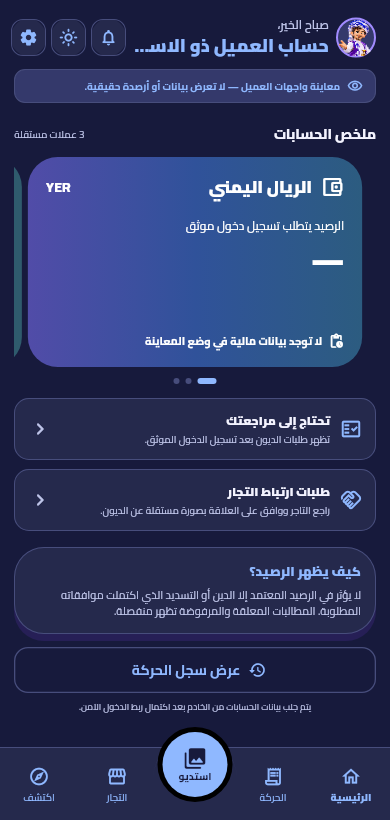 صباح الخير،
حساب العميل ذو الاسـ...
معاينة واجهات العميل — لا تعرض بيانات أو أرصدة حقيقية.
ملخص الحسابات
3 عملات مستقلة
الريال اليمني
YER
الرصيد يتطلب تسجيل دخول موثق
—
لا توجد بيانات مالية في وضع المعاينة
تحتاج إلى مراجعتك
تظهر طلبات الديون بعد تسجيل الدخول الموثق.
طلبات ارتباط التجار
راجع التاجر ووافق على العلاقة بصورة مستقلة عن الديون.
كيف يظهر الرصيد؟
لا يؤثر في الرصيد المعتمد إلا الدين أو التسديد الذي اكتملت موافقاته
المطلوبة. المطالبات المعلقة والمرفوضة تظهر منفصلة.
عرض سجل الحركة
يتم جلب بيانات الحسابات من الخادم بعد اكتمال ربط الدخول الآمن.
الرئيسية
الحركة
استديو
التجار
اكتشف